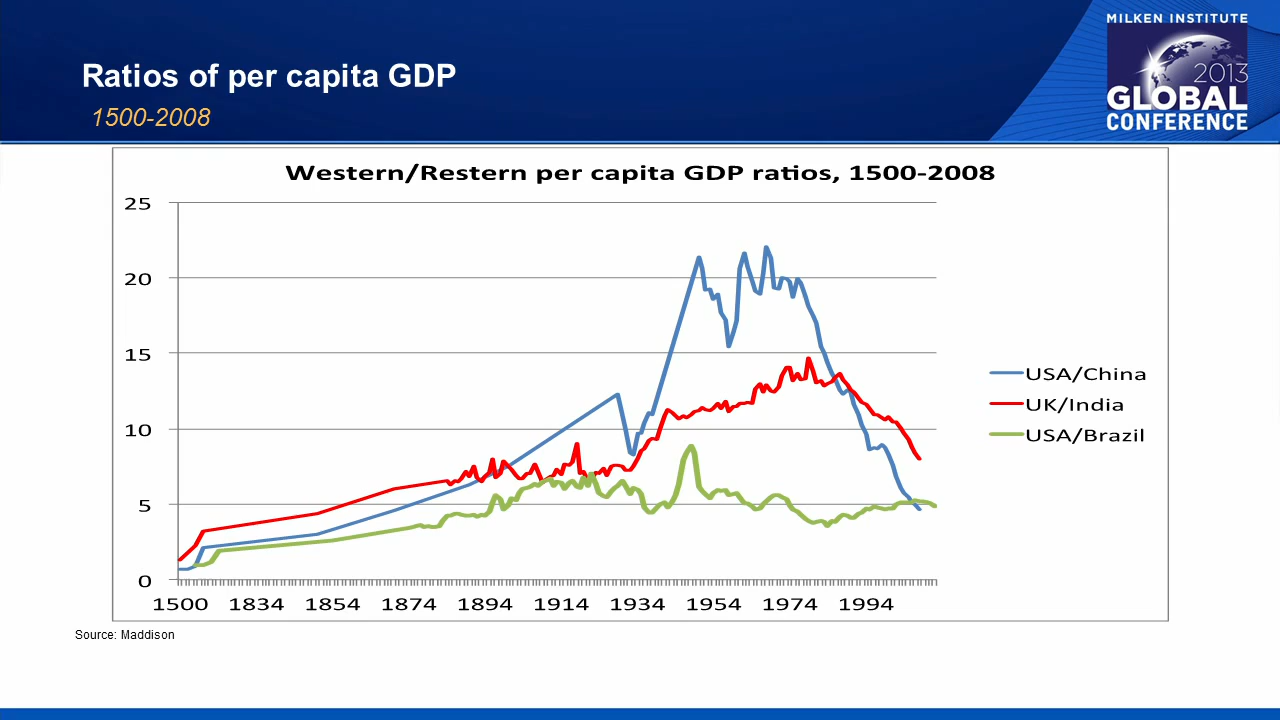 MILKEN INSTITUTE
2013
GLOBAL
CONFERENCE
Ratios of per capita GDP
1500-2008
Western/Restern per capita GDP ratios, 1500-2008
25
20
15
10
5
0
1500 1834 1854 1874 1894 1914 1934 1954 1974 1994
USA/China
UK/India
USA/Brazil
Source: Maddison